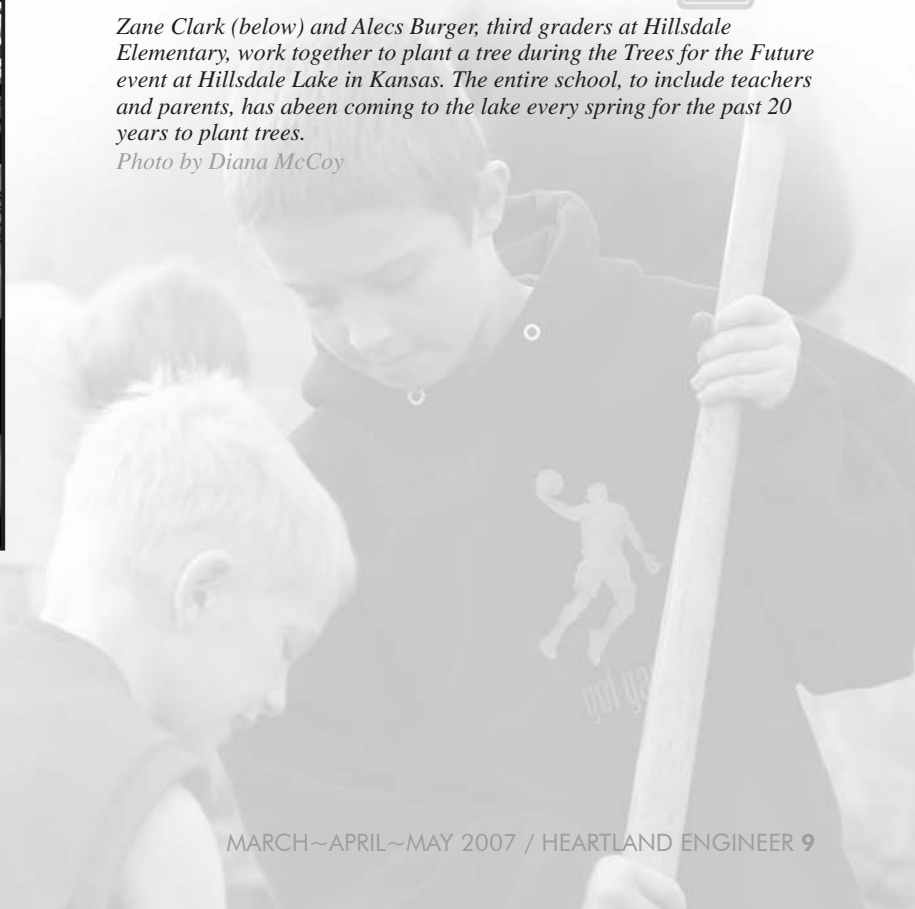 Zane Clark (below) and Alecs Burger, third graders at Hillsdale
Elementary, work together to plant a tree during the Trees for the Future
event at Hillsdale Lake in Kansas. The entire school, to include teachers
and parents, has abeen coming to the lake every spring for the past 20
years to plant trees.
Photo by Diana McCoy
got
MARCH~APRIL~MAY 2007 / HEARTLAND ENGINEER 9